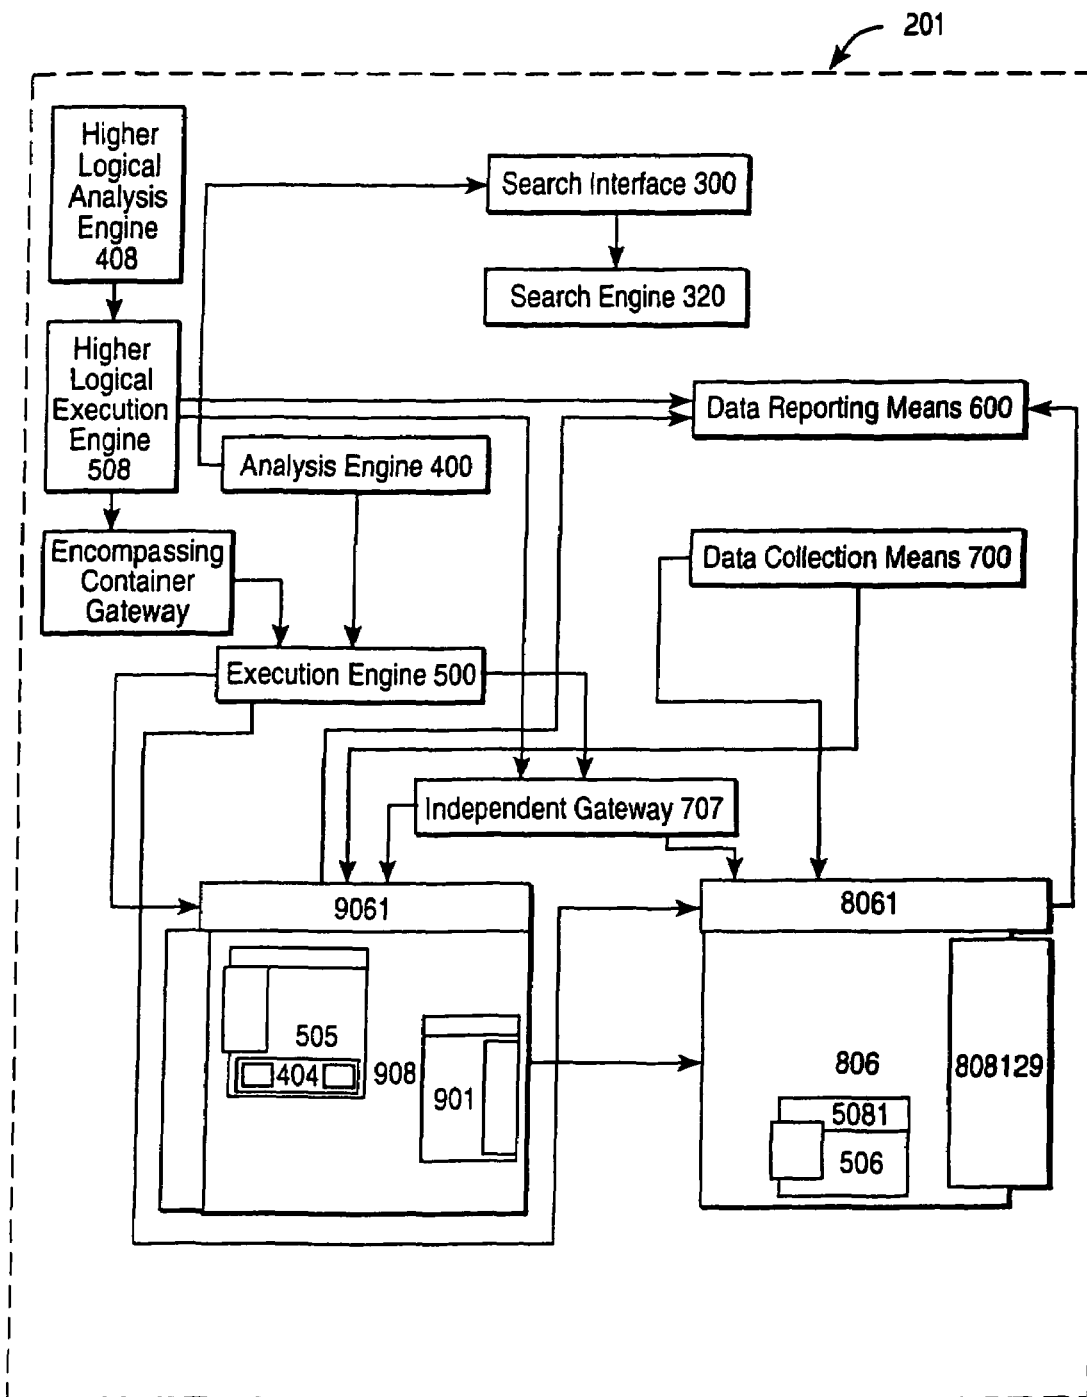 201
Higher
Logical
Analysis
Engine
408
Search Interface 300
Search Engine 320
Higher
Logical
Execution
Engine
508
Data Reporting Means 600
Analysis Engine 400
Encompassing
Container
Gateway
Data Collection Means 700
Execution Engine 500
Independent Gateway 707
9061
8061
505
404
908
901
806
808129
5081
506